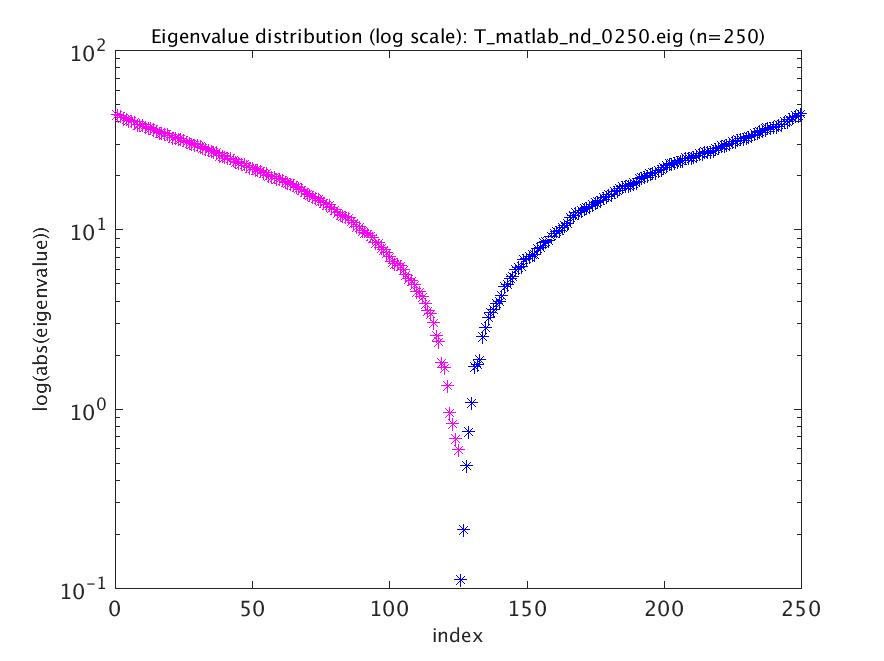 Eigenvalue distribution (log scale): T_matlab_nd_0250.eig (n=250)
10^2
10^1
10^0
10^-1
log(abs(eigenvalue))
0 50 100 150 200 250
index